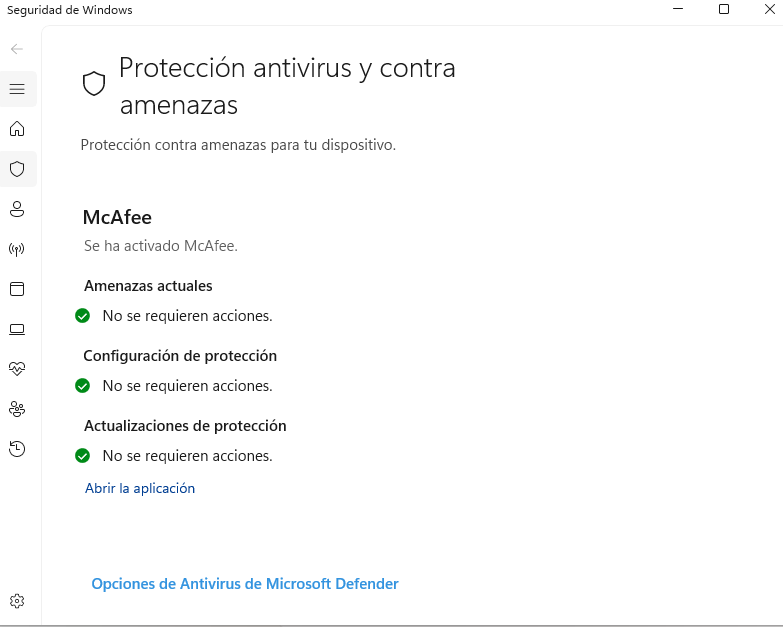 Seguridad de Windows
Protección antivirus y contra
amenazas
Protección contra amenazas para tu dispositivo.
McAfee
Se ha activado McAfee.
Amenazas actuales
No se requieren acciones.
Configuración de protección
No se requieren acciones.
Actualizaciones de protección
No se requieren acciones.
Abrir la aplicación
Opciones de Antivirus de Microsoft Defender